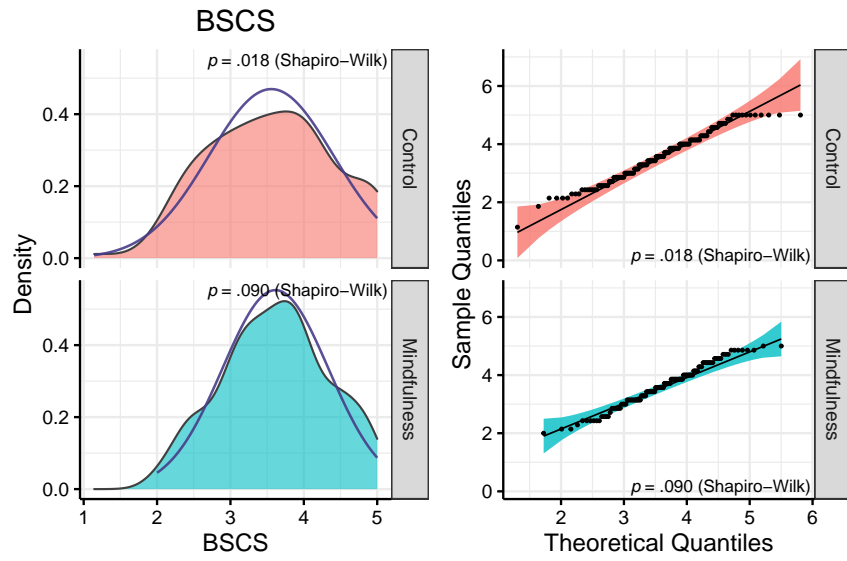 BSCS
p = .018 (Shapiro−Wilk)
Control
0.4
0.2
0.0
Density
p = .090 (Shapiro−Wilk)
Mindfulness
0.4
0.2
0.0
1 2 3 4 5
BSCS
6
4
2
0
p = .018 (Shapiro−Wilk)
Control
Sample Quantiles
6
4
2
0
p = .090 (Shapiro−Wilk)
Mindfulness
2 3 4 5 6
Theoretical Quantiles